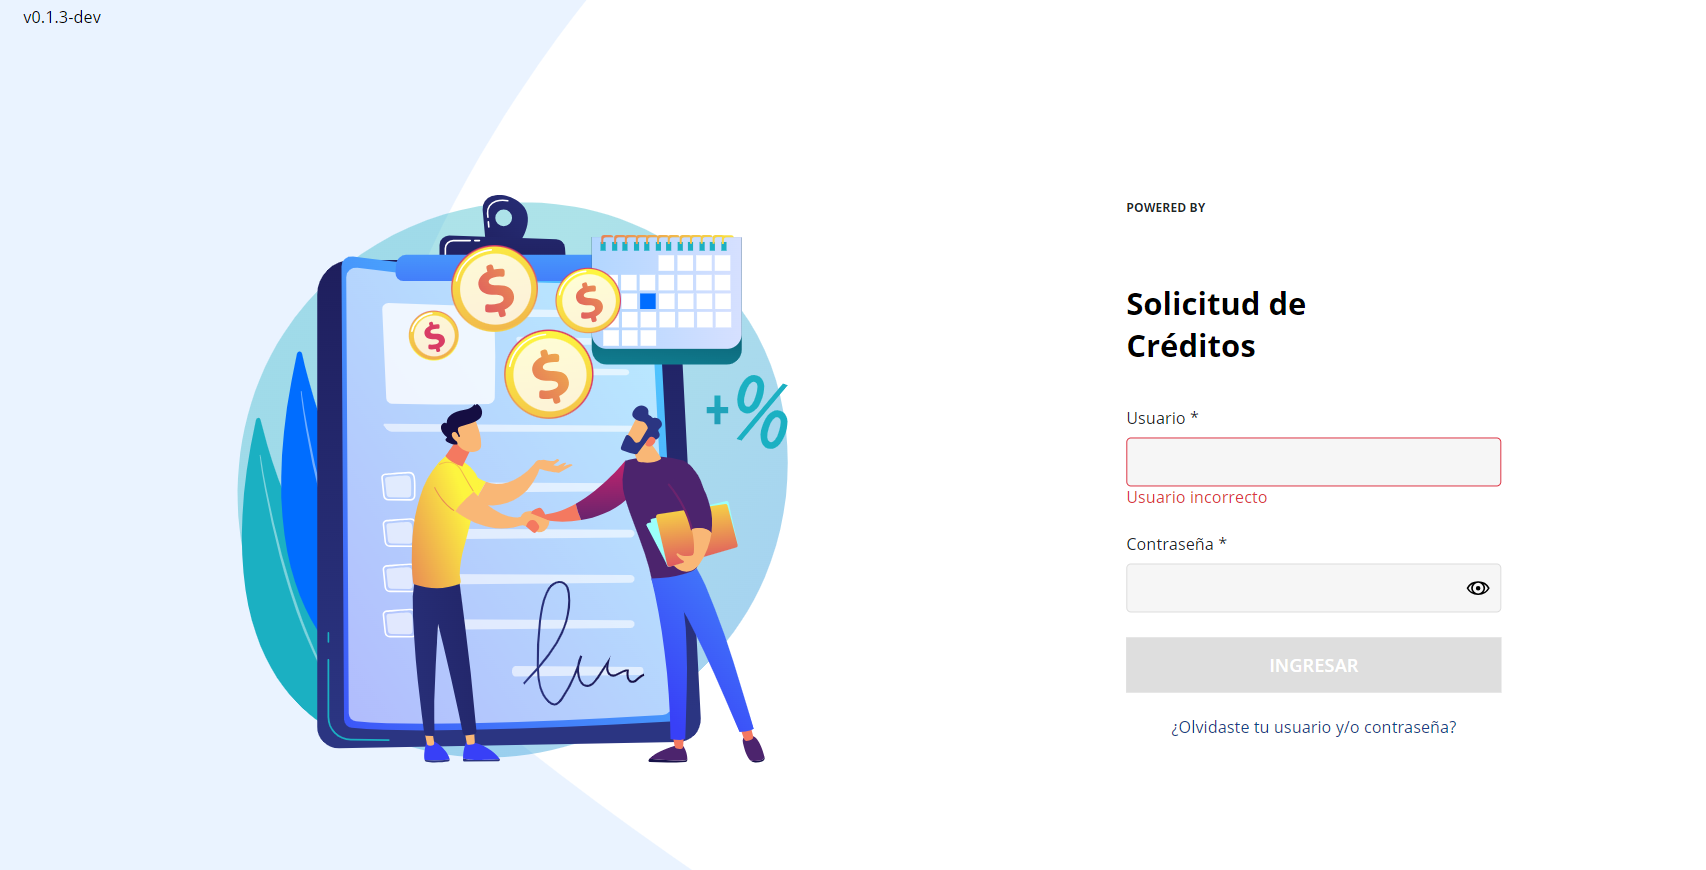 v0.1.3-dev
POWERED BY
Solicitud de
Créditos
Usuario *
Usuario incorrecto
Contraseña *
INGRESAR
¿Olvidaste tu usuario y/o contraseña?
$
$
$
$
+%